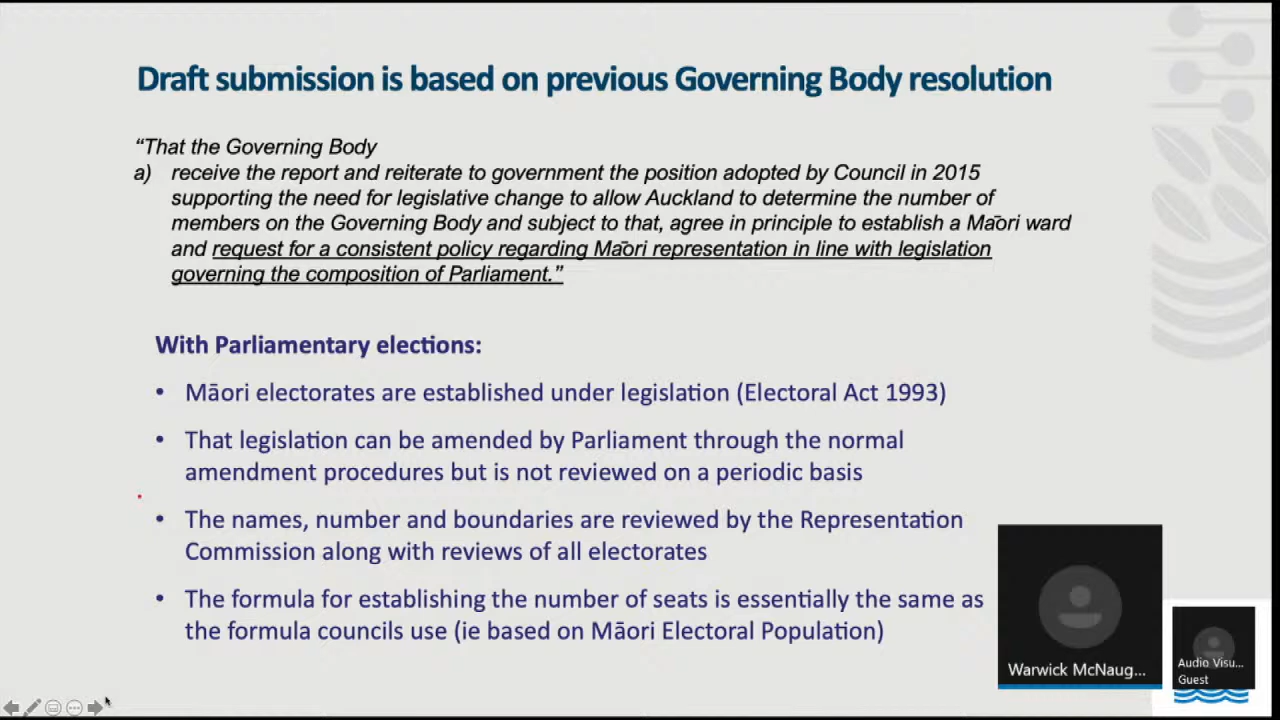 Draft submission is based on previous Governing Body resolution
“That the Governing Body
a) receive the report and reiterate to government the position adopted by Council in 2015
supporting the need for legislative change to allow Auckland to determine the number of
members on the Governing Body and subject to that, agree in principle to establish a Māori ward
and request for a consistent policy regarding Māori representation in line with legislation
governing the composition of Parliament.”
With Parliamentary elections:
• Māori electorates are established under legislation (Electoral Act 1993)
• That legislation can be amended by Parliament through the normal
amendment procedures but is not reviewed on a periodic basis
• The names, number and boundaries are reviewed by the Representation
Commission along with reviews of all electorates
• The formula for establishing the number of seats is essentially the same as
the formula councils use (ie based on Māori Electoral Population)
Warwick McNaug...
Audio Visu...
Guest